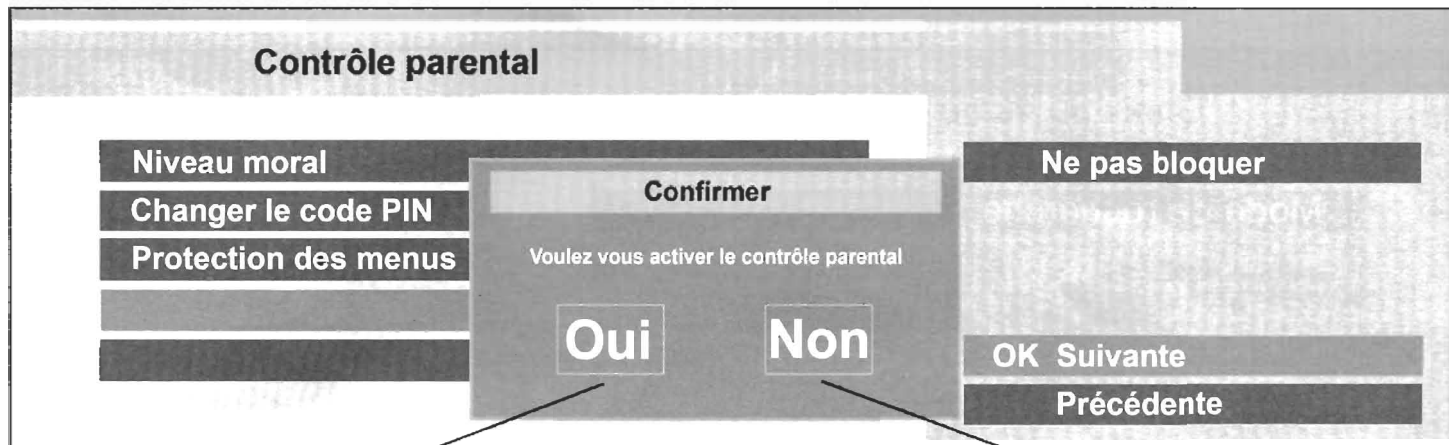 Contrôle parental
Niveau moral
Changer le code PIN
Protection des menus
Confirmer
Voulez vous activer le contrôle parental
Oui Non
Ne pas bloquer
OK Suivante
Précédente